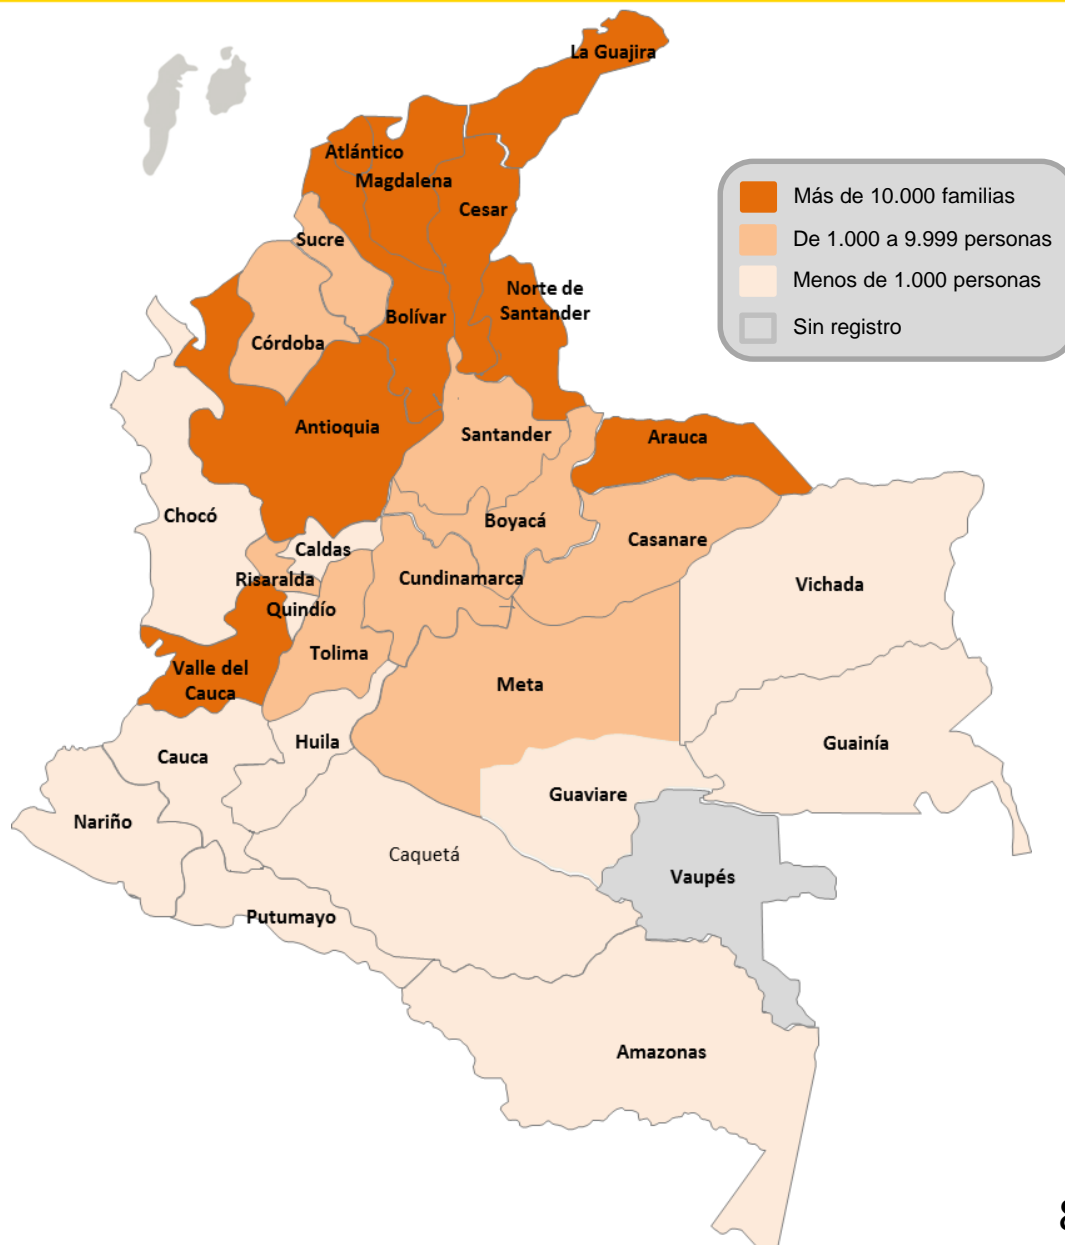 La Guajira
Atlántico
Magdalena
Cesar
Sucre
Norte de
Santander
Bolívar
Córdoba
Antioquia
Santander
Arauca
Chocó
Boyacá
Caldas
Casanare
Risaralda
Cundinamarca
Vichada
Quindío
Tolima
Valle del
Cauca
Meta
Huila
Cauca
Guainía
Guaviare
Nariño
Caquetá
Vaupés
Putumayo
Amazonas
Más de 10.000 familias
De 1.000 a 9.999 personas
Menos de 1.000 personas
Sin registro